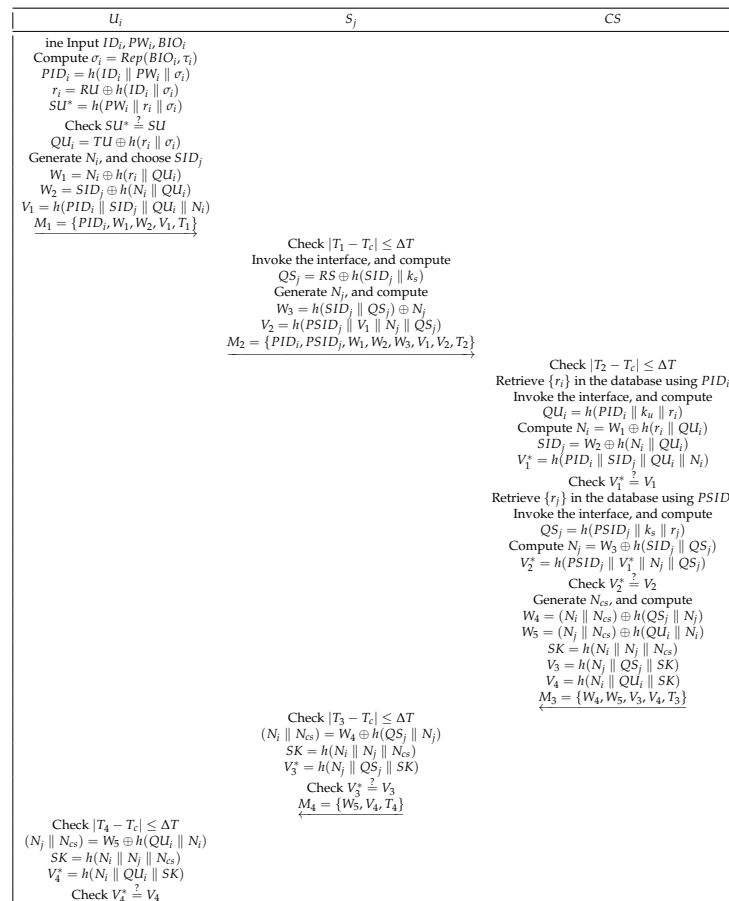 U_i S_j CS
ine Input ID_i, PW_i, BIO_i
Compute σ_i = Rep(BIO_i, τ_i)
PID_i = h(ID_i ∥ PW_i ∥ σ_i)
r_i = RU ⊕ h(ID_i ∥ σ_i)
SU* = h(PW_i ∥ r_i ∥ σ_i)
Check SU* ≟ SU
QU_i = TU ⊕ h(r_i ∥ σ_i)
Generate N_i, and choose SID_j
W_1 = N_i ⊕ h(r_i ∥ QU_i)
W_2 = SID_j ⊕ h(N_i ∥ QU_i)
V_1 = h(PID_i ∥ SID_j ∥ QU_i ∥ N_i)
M_1 = {PID_i, W_1, W_2, V_1, T_1}
Check |T_1 − T_c| ≤ ΔT
Invoke the interface, and compute
QS_j = RS ⊕ h(SID_j ∥ k_s)
Generate N_j, and compute
W_3 = h(SID_j ∥ QS_j) ⊕ N_j
V_2 = h(PSID_j ∥ V_1 ∥ N_j ∥ QS_j)
M_2 = {PID_i, PSID_j, W_1, W_2, W_3, V_1, V_2, T_2}
Check |T_2 − T_c| ≤ ΔT
Retrieve {r_i} in the database using PID_i
Invoke the interface, and compute
QU_i = h(PID_i ∥ k_u ∥ r_i)
Compute N_i = W_1 ⊕ h(r_i ∥ QU_i)
SID_j = W_2 ⊕ h(N_i ∥ QU_i)
V_1* = h(PID_i ∥ SID_j ∥ QU_i ∥ N_i)
Check V_1* ≟ V_1
Retrieve {r_j} in the database using PSID
Invoke the interface, and compute
QS_j = h(PSID_j ∥ k_s ∥ r_j)
Compute N_j = W_3 ⊕ h(SID_j ∥ QS_j)
V_2* = h(PSID_j ∥ V_1* ∥ N_j ∥ QS_j)
Check V_2* ≟ V_2
Generate N_cs, and compute
W_4 = (N_i ∥ N_cs) ⊕ h(QS_j ∥ N_j)
W_5 = (N_j ∥ N_cs) ⊕ h(QU_i ∥ N_i)
SK = h(N_i ∥ N_j ∥ N_cs)
V_3 = h(N_j ∥ QS_j ∥ SK)
V_4 = h(N_i ∥ QU_i ∥ SK)
M_3 = {W_4, W_5, V_3, V_4, T_3}
Check |T_3 − T_c| ≤ ΔT
(N_i ∥ N_cs) = W_4 ⊕ h(QS_j ∥ N_j)
SK = h(N_i ∥ N_j ∥ N_cs)
V_3* = h(N_j ∥ QS_j ∥ SK)
Check V_3* ≟ V_3
M_4 = {W_5, V_4, T_4}
Check |T_4 − T_c| ≤ ΔT
(N_j ∥ N_cs) = W_5 ⊕ h(QU_i ∥ N_i)
SK = h(N_i ∥ N_j ∥ N_cs)
V_4* = h(N_i ∥ QU_i ∥ SK)
Check V_4* ≟ V_4